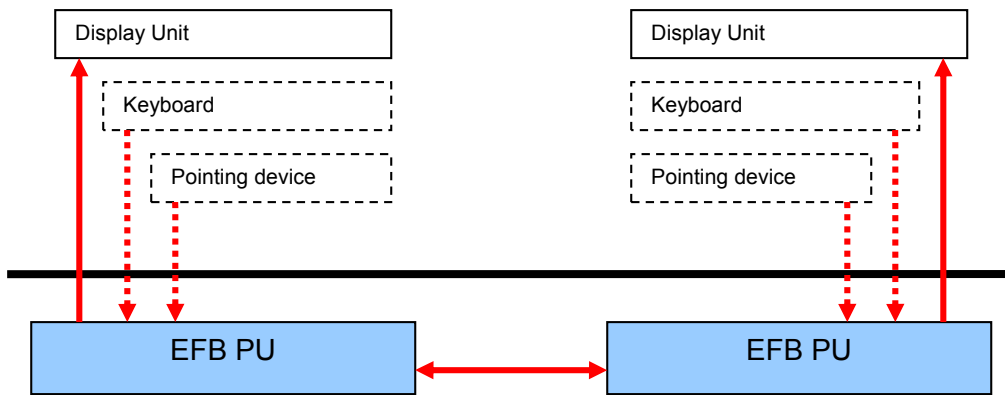 Display Unit
Display Unit
Keyboard
Keyboard
Pointing device
Pointing device
EFB PU
EFB PU